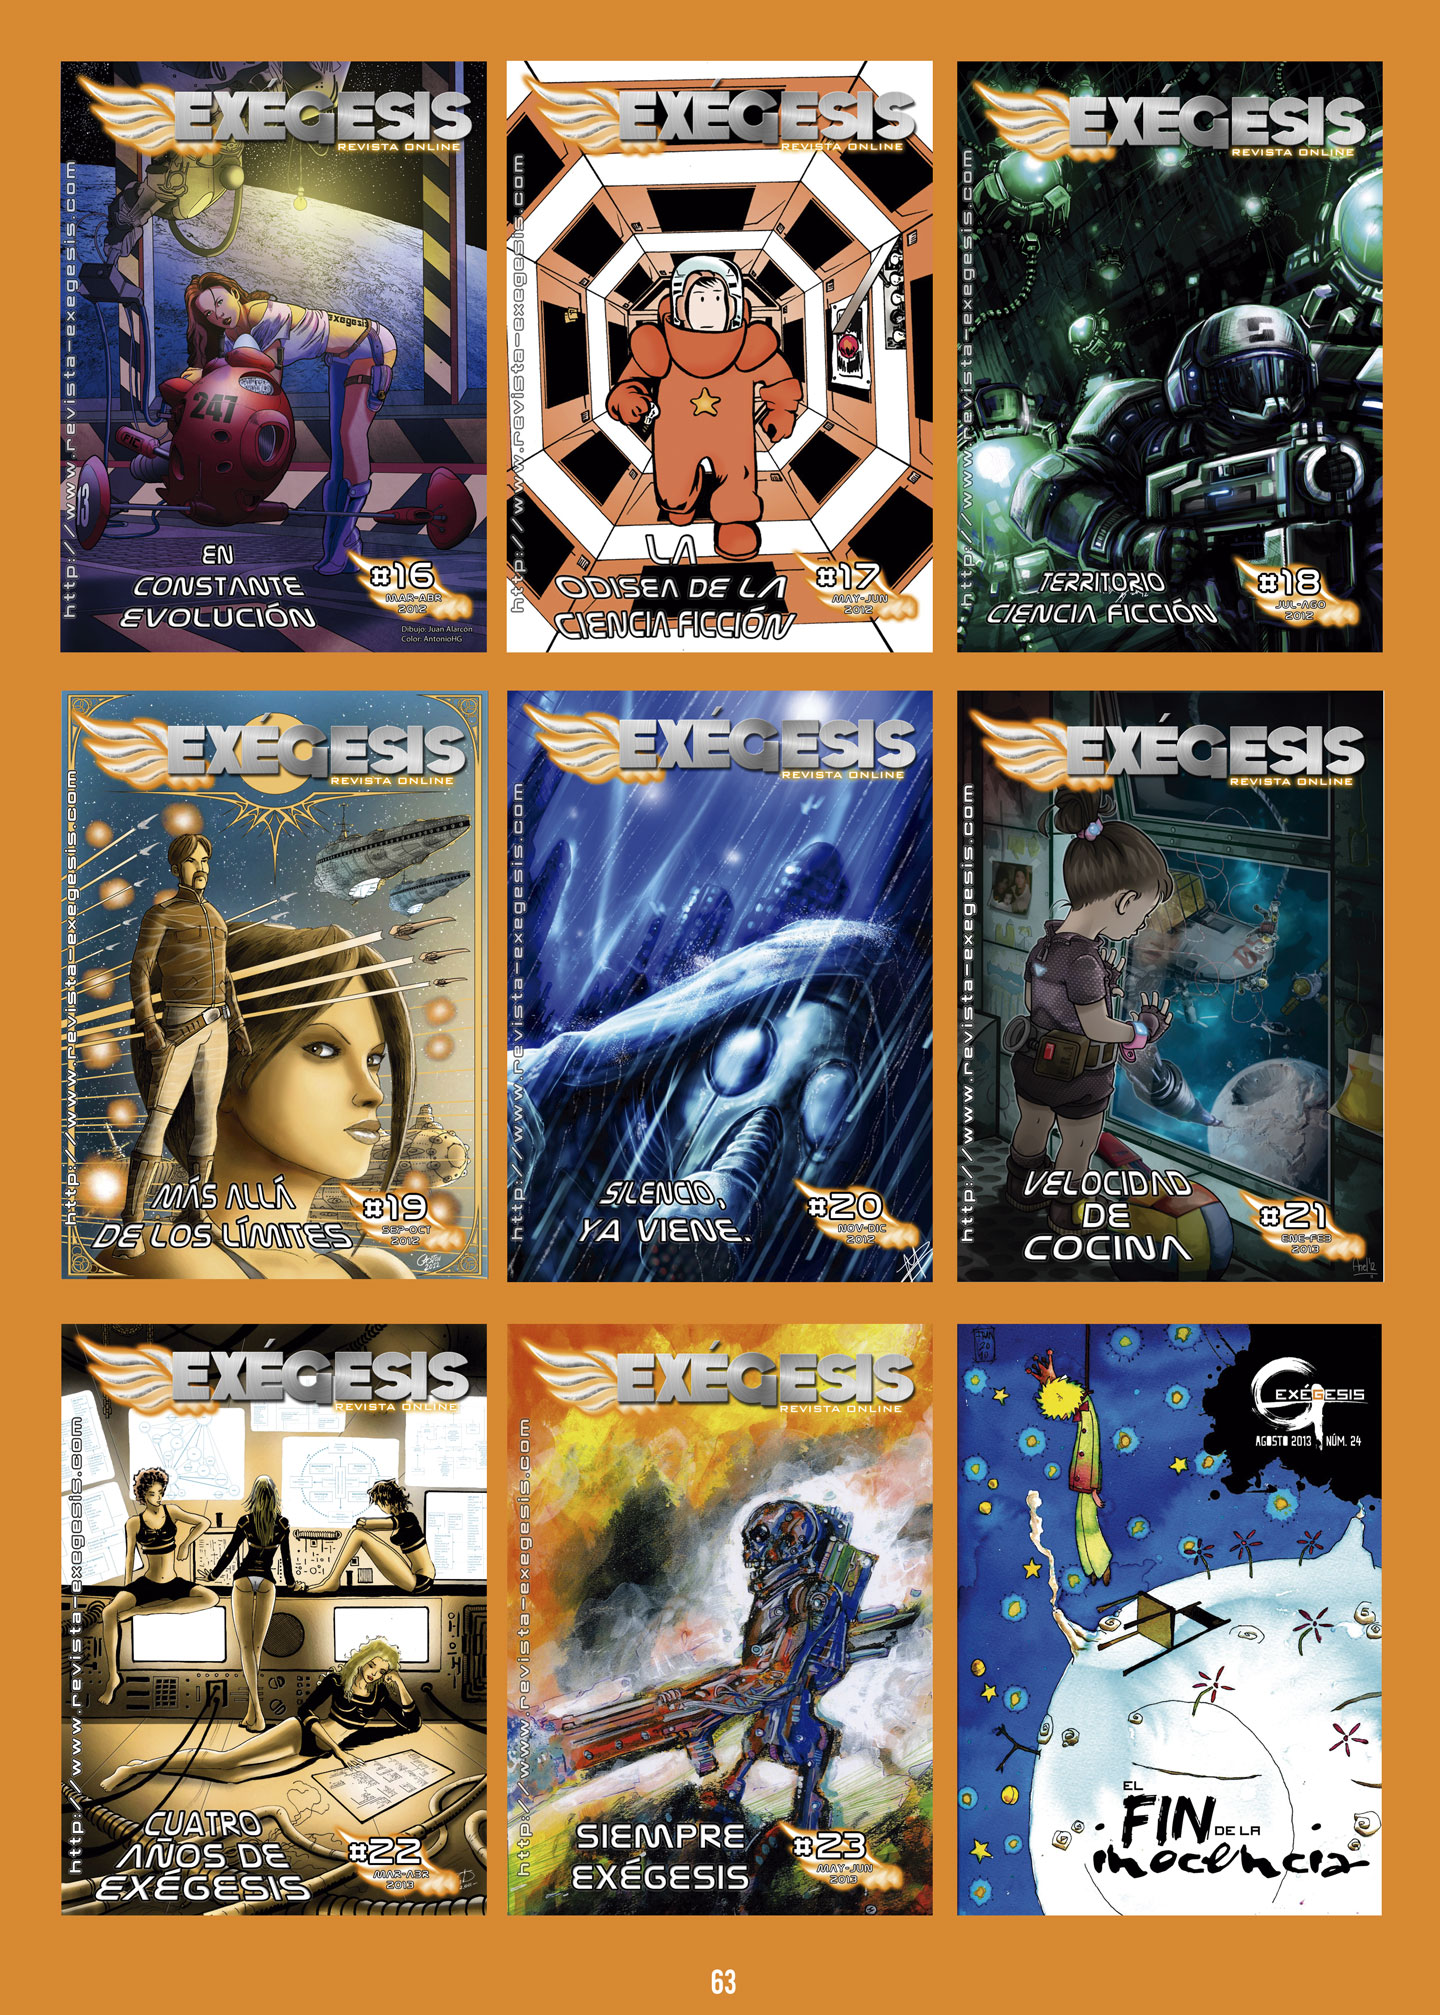 EXÉGESIS
REVISTA ONLINE
http://www.revista-exegesis.com
exegesis
247
EN
CONSTANTE
EVOLUCIÓN
#16
MAR-ABR
2012
Dibujo: Juan Alarcón
Color: AntonioHG
EXÉGESIS
REVISTA ONLINE
http://www.revista-exegesis.com
LA
ODISEA DE LA
CIENCIA FICCIÓN
#17
MAY-JUN
2012
EXÉGESIS
REVISTA ONLINE
http://www.revista-exegesis.com
S
TERRITORIO
CIENCIA FICCIÓN
#18
JUL-AGO
2012
EXÉGESIS
REVISTA ONLINE
http://www.revista-exegesis.com
MÁS ALLÁ
DE LOS LÍMITES
#19
SEP-OCT
2012
EXÉGESIS
REVISTA ONLINE
http://www.revista-exegesis.com
SILENCIO,
YA VIENE.
#20
NOV-DIC
2012
EXÉGESIS
REVISTA ONLINE
http://www.revista-exegesis.com
VELOCIDAD
DE
COCINA
#21
ENE-FEB
2013
EXÉGESIS
REVISTA ONLINE
http://www.revista-exegesis.com
CUATRO
AÑOS DE
EXÉGESIS
#22
MAR-ABR
2013
EXÉGESIS
REVISTA ONLINE
http://www.revista-exegesis.com
SIEMPRE
EXÉGESIS
#23
MAY-JUN
2013
EXÉGESIS
AGOSTO 2013 NÚM. 24
EL
FIN DE LA
inocencia
63